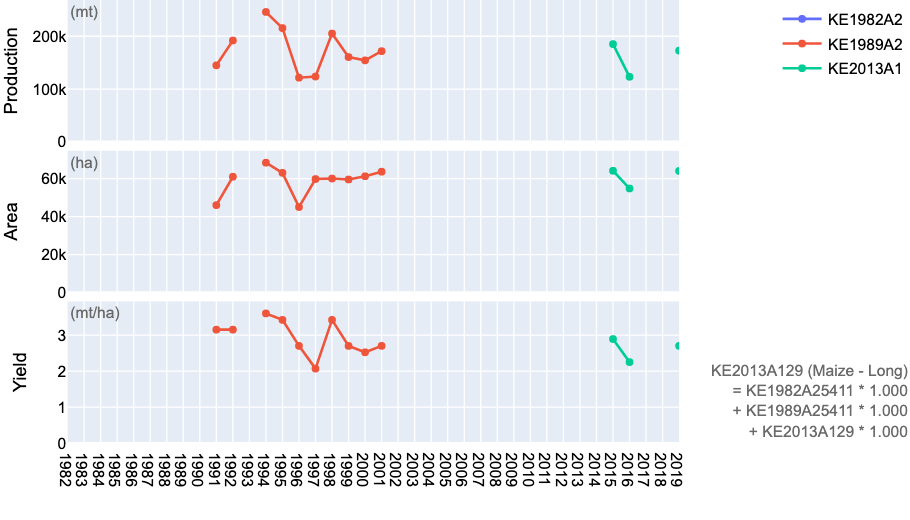 (mt)
200k
100k
0
Production
KE1982A2
KE1989A2
KE2013A1
(ha)
60k
40k
20k
0
Area
(mt/ha)
3
2
1
0
Yield
KE2013A129 (Maize - Long)
= KE1982A25411 * 1.000
+ KE1989A25411 * 1.000
+ KE2013A129 * 1.000
1982
1983
1984
1985
1986
1987
1988
1989
1990
1991
1992
1993
1994
1995
1996
1997
1998
1999
2000
2001
2002
2003
2004
2005
2006
2007
2008
2009
2010
2011
2012
2013
2014
2015
2016
2017
2018
2019